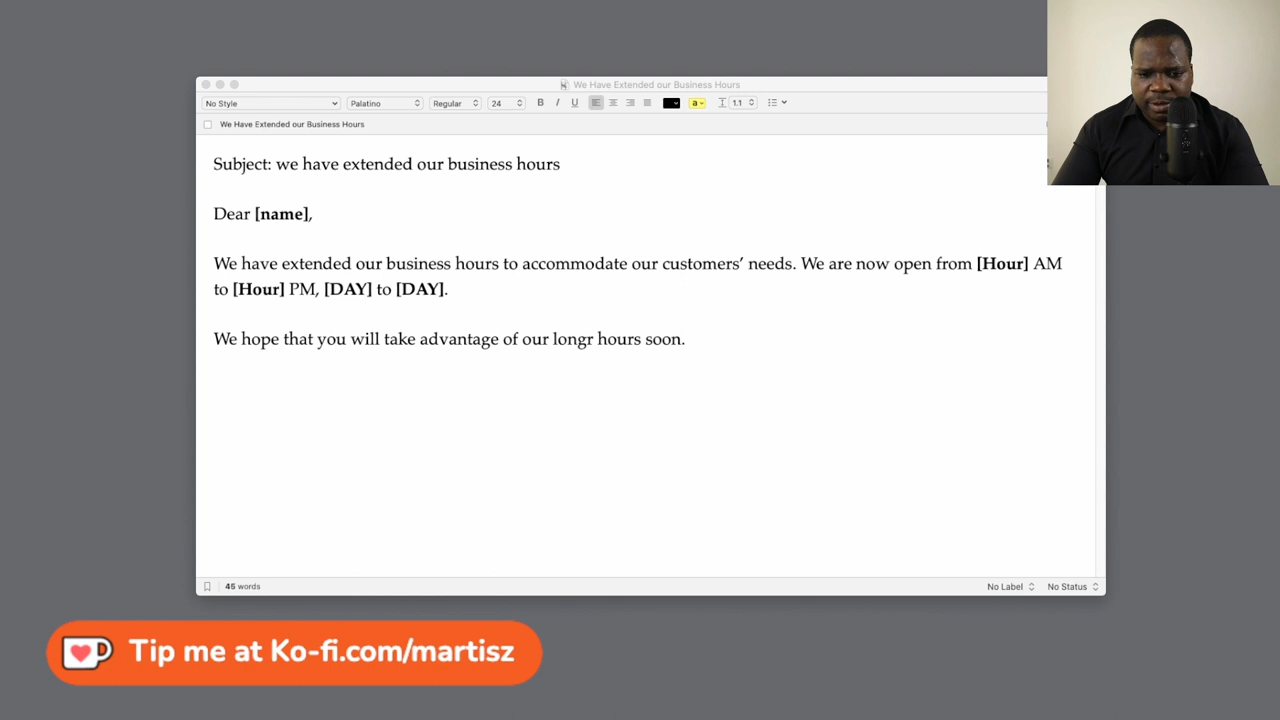 We Have Extended our Business Hours
No Style Palatino Regular 24 B I U a 1.1
We Have Extended our Business Hours
Subject: we have extended our business hours
Dear [name],
We have extended our business hours to accommodate our customers’ needs. We are now open from [Hour] AM
to [Hour] PM, [DAY] to [DAY].
We hope that you will take advantage of our longr hours soon.
45 words No Label No Status
Tip me at Ko-fi.com/martisz